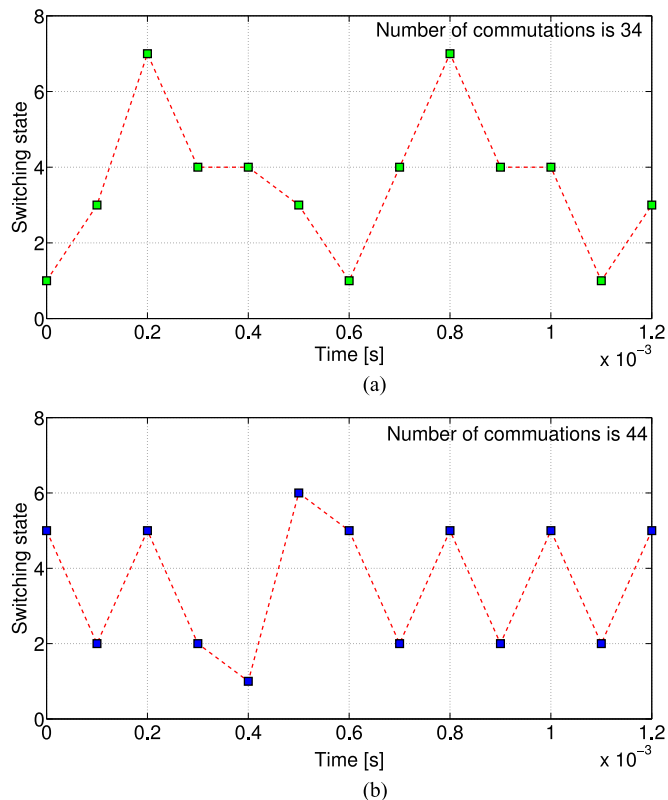 Number of commutations is 34
8
6
4
2
0
Switching state
0 0.2 0.4 0.6 0.8 1 1.2
Time [s]
x 10⁻³
(a)
Number of commuations is 44
8
6
4
2
0
Switching state
0 0.2 0.4 0.6 0.8 1 1.2
Time [s]
x 10⁻³
(b)